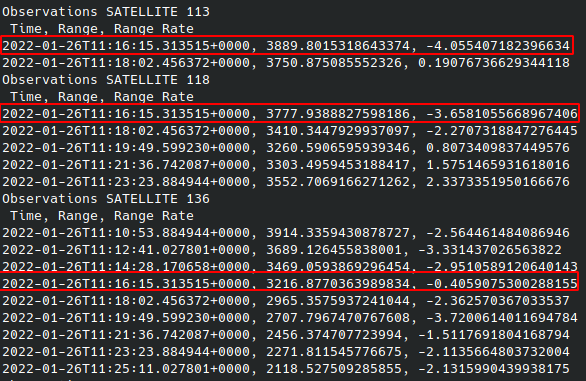 Observations SATELLITE 113
Time, Range, Range Rate
2022-01-26T11:16:15.313515+0000, 3889.8015318643374, -4.055407182396634
2022-01-26T11:18:02.456372+0000, 3750.875085552326, 0.19076736629344118
Observations SATELLITE 118
Time, Range, Range Rate
2022-01-26T11:16:15.313515+0000, 3777.9388827598186, -3.6581055668967406
2022-01-26T11:18:02.456372+0000, 3410.3447929937097, -2.2707318847276445
2022-01-26T11:19:49.599230+0000, 3260.5906595939346, 0.8073409837449576
2022-01-26T11:21:36.742087+0000, 3303.4959453188417, 1.5751465931618016
2022-01-26T11:23:23.884944+0000, 3552.7069166271262, 2.3373351950166676
Observations SATELLITE 136
Time, Range, Range Rate
2022-01-26T11:10:53.884944+0000, 3914.3359430878727, -2.564461484086946
2022-01-26T11:12:41.027801+0000, 3689.126455838001, -3.331437026563822
2022-01-26T11:14:28.170658+0000, 3469.0593869296454, -2.9510589120640143
2022-01-26T11:16:15.313515+0000, 3216.8770363989834, -0.4059075300288155
2022-01-26T11:18:02.456372+0000, 2965.3575937241044, -2.362570367033537
2022-01-26T11:19:49.599230+0000, 2707.7967470767608, -3.7200614011694784
2022-01-26T11:21:36.742087+0000, 2456.374707723994, -1.5117691804168794
2022-01-26T11:23:23.884944+0000, 2271.811545776675, -2.1135664803732004
2022-01-26T11:25:11.027801+0000, 2118.527509285855, -2.1315990439938175